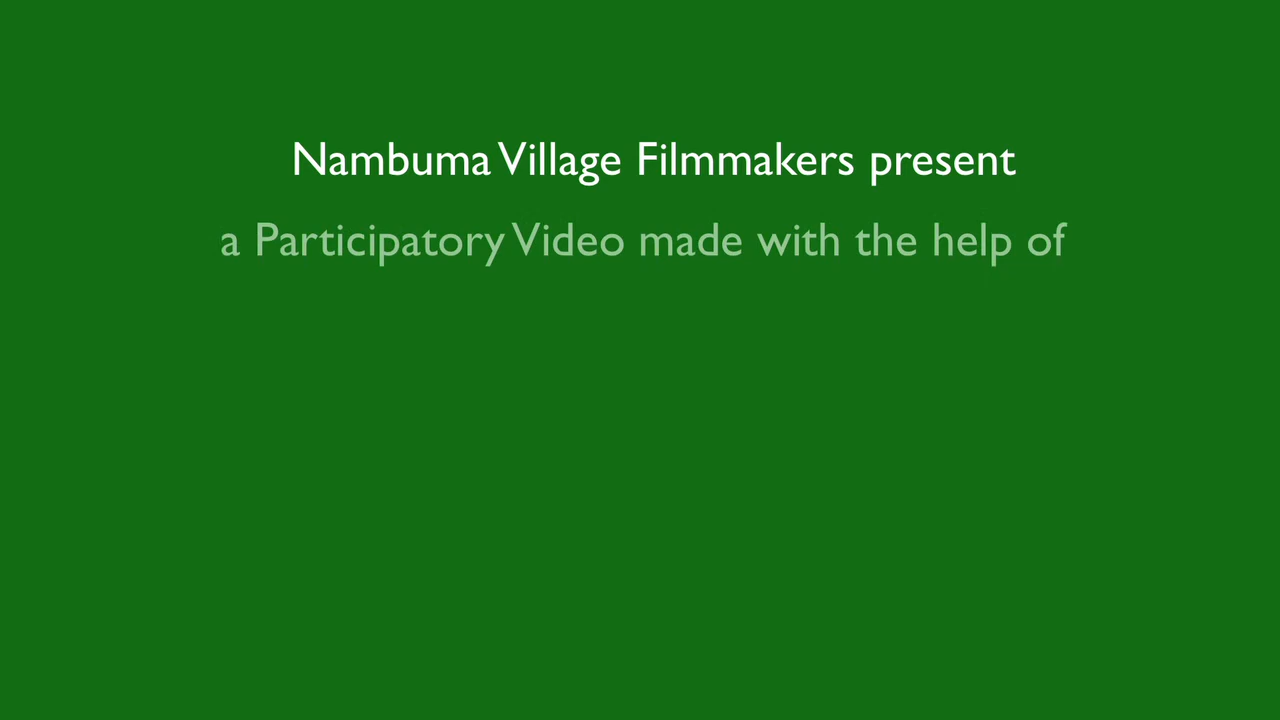 Nambuma Village Filmmakers present
a Participatory Video made with the help of